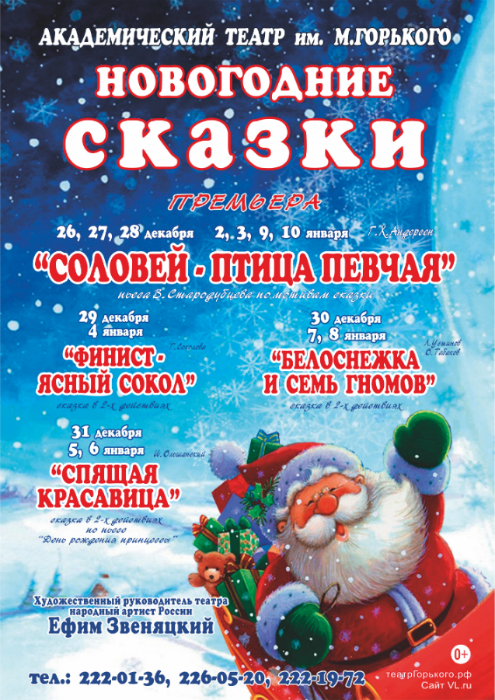 АКАДЕМИЧЕСКИЙ ТЕАТР им. М.ГОРЬКОГО
НОВОГОДНИЕ
сказки
ПРЕМЬЕРА
26, 27, 28 декабря 2, 3, 9, 10 января Г.Х.Андерсен
“СОЛОВЕЙ - ПТИЦА ПЕВЧАЯ”
пьеса В. Старофубцева по мотивам сказки
29 декабря
4 января
“ФИНИСТ -
ЯСНЫЙ СОКОЛ”
сказка в 2-х действиях
30 декабря
7, 8 января
Л.Устинов
О.Табаков
“БЕЛОСНЕЖКА
И СЕМЬ ГНОМОВ”
сказка в 2-х действиях
31 декабря
5, 6 января
“СПЯЩАЯ
КРАСАВИЦА”
сказка в 2-х действиях
по пьесе
"День рождения принцессы"
Художественный руководитель театра
народный артист России
Ефим Звеняцкий
тел.: 222-01-36, 226-05-20, 222-19-72
0+
театрГорького.рф
Сайт VL.ru